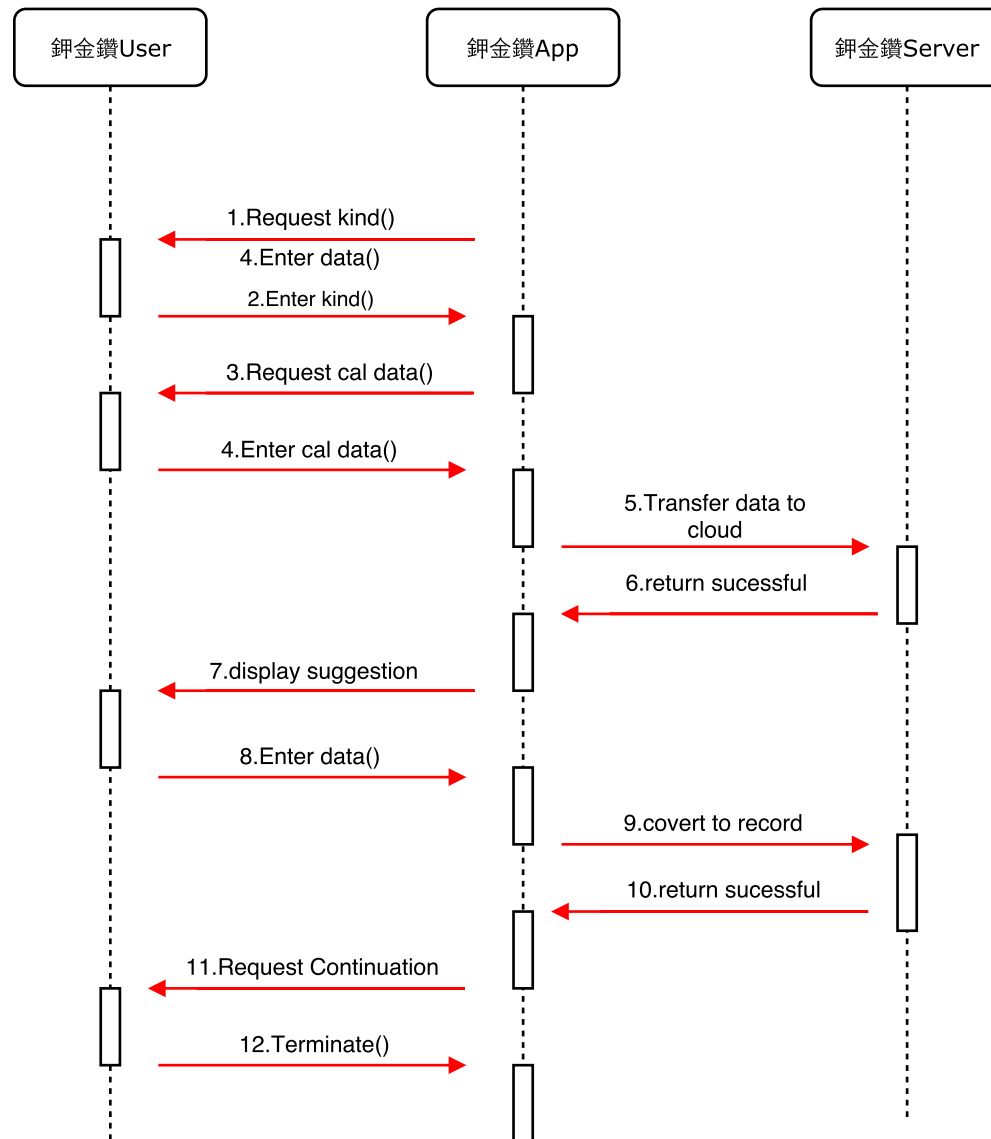 鉀金鑽User
鉀金鑽App
鉀金鑽Server
1.Request kind()
4.Enter data()
2.Enter kind()
3.Request cal data()
4.Enter cal data()
5.Transfer data to
cloud
6.return sucessful
7.display suggestion
8.Enter data()
9.covert to record
10.return sucessful
11.Request Continuation
12.Terminate()